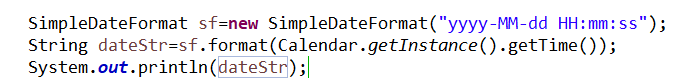 SimpleDateFormat sf=new SimpleDateFormat("yyyy-MM-dd HH:mm:ss");
String dateStr=sf.format(Calendar.getInstance().getTime());
System.out.println(dateStr);